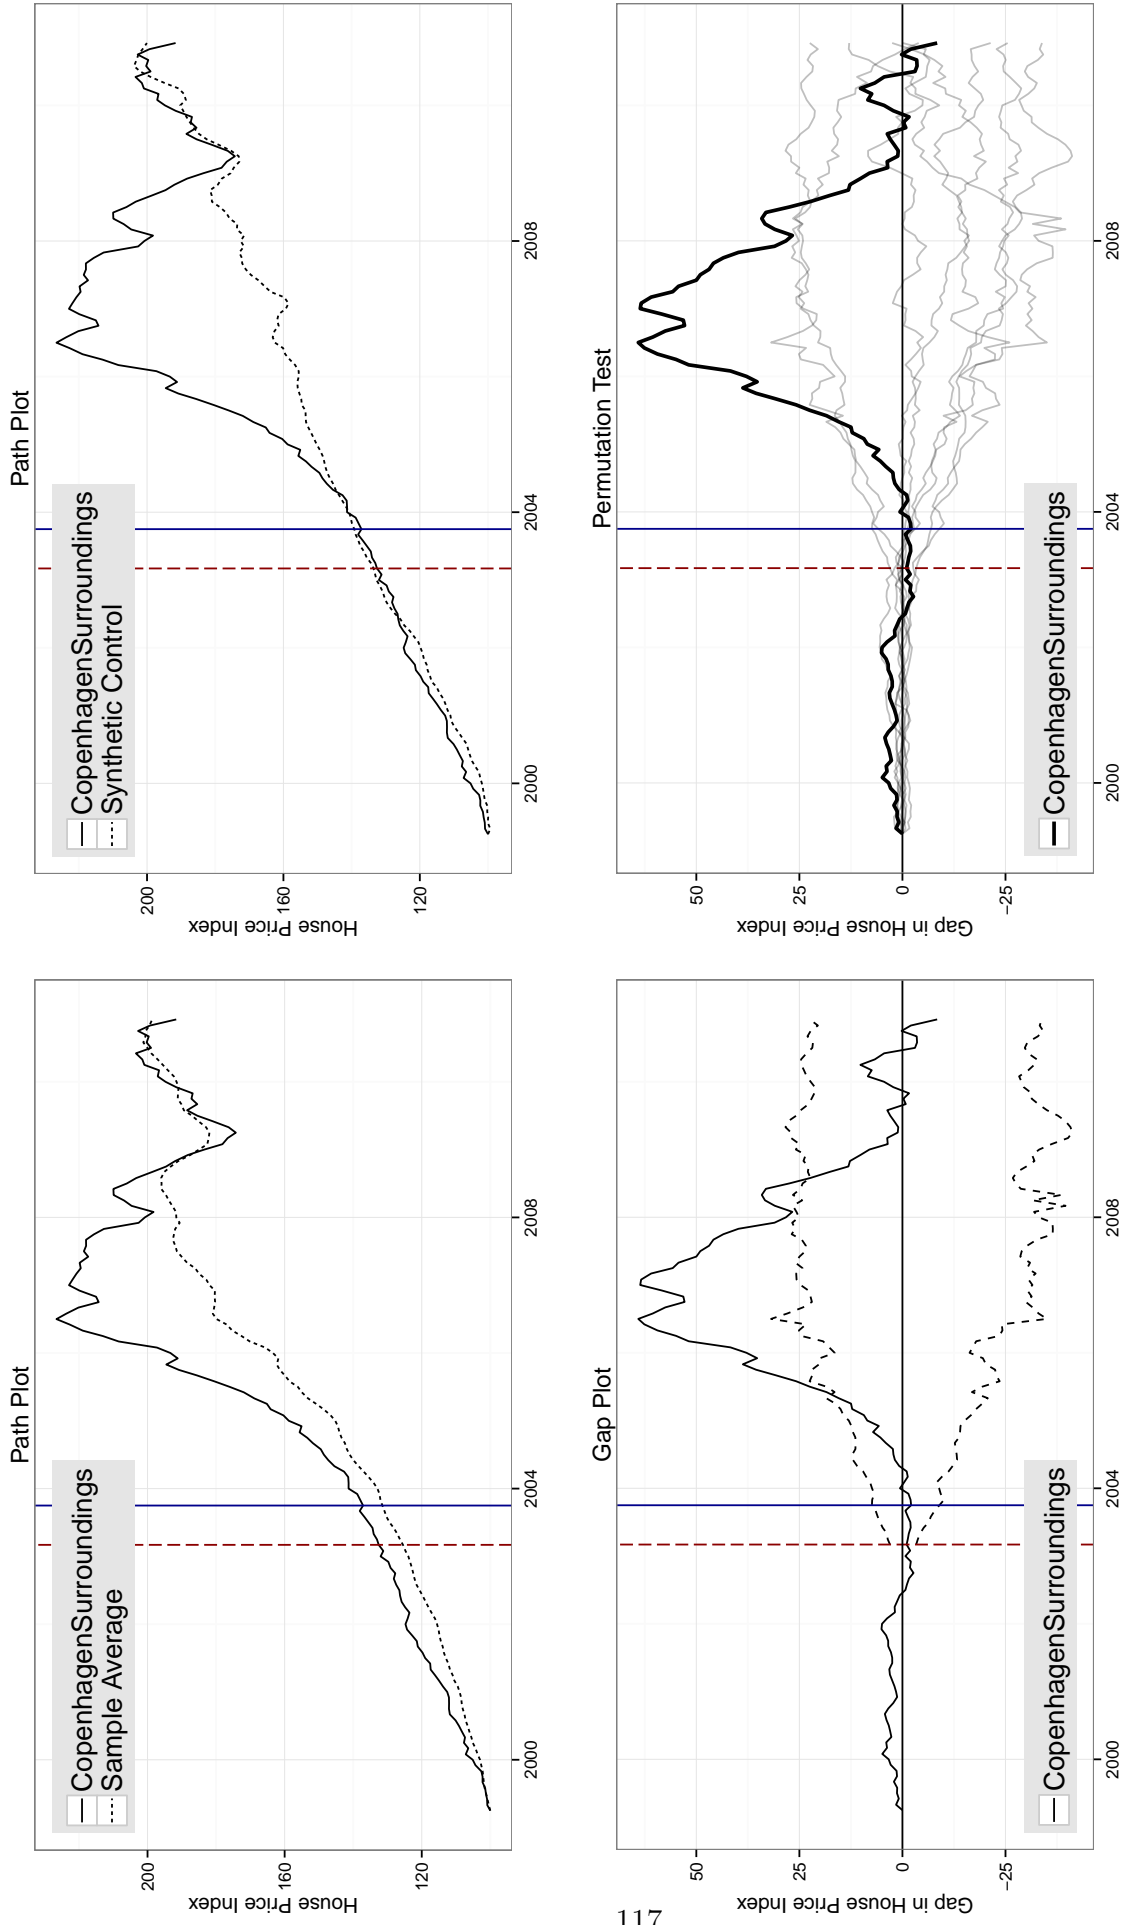 Path Plot
CopenhagenSurroundings
Sample Average
House Price Index
200
160
120
2000
2004
2008
Path Plot
CopenhagenSurroundings
Synthetic Control
House Price Index
200
160
120
2000
2004
2008
Gap Plot
CopenhagenSurroundings
Gap in House Price Index
50
25
0
−25
2000
2004
2008
Permutation Test
CopenhagenSurroundings
Gap in House Price Index
50
25
0
−25
2000
2004
2008
117